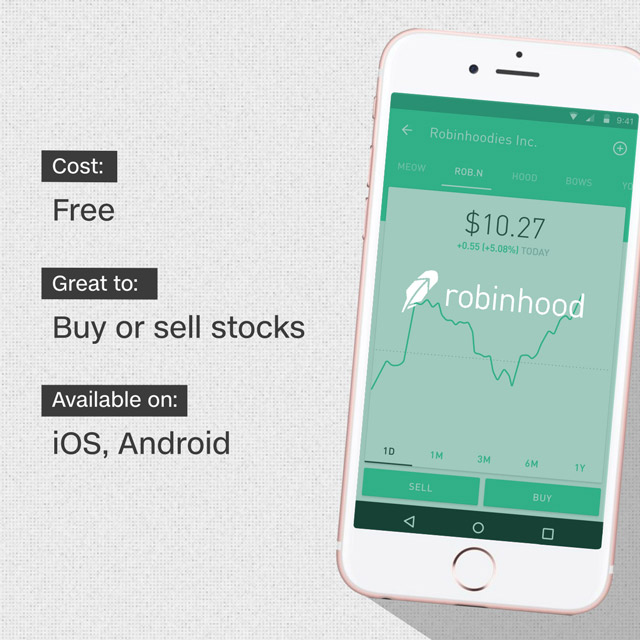 Cost:
Free
Great to:
Buy or sell stocks
Available on:
iOS, Android
9:41
Robinhoodies Inc.
MEOW ROB.N HOOD BOWS YO
$10.27
+0.55 (+5.08%) TODAY
robinhood
1D 1M 3M 6M 1Y
SELL BUY